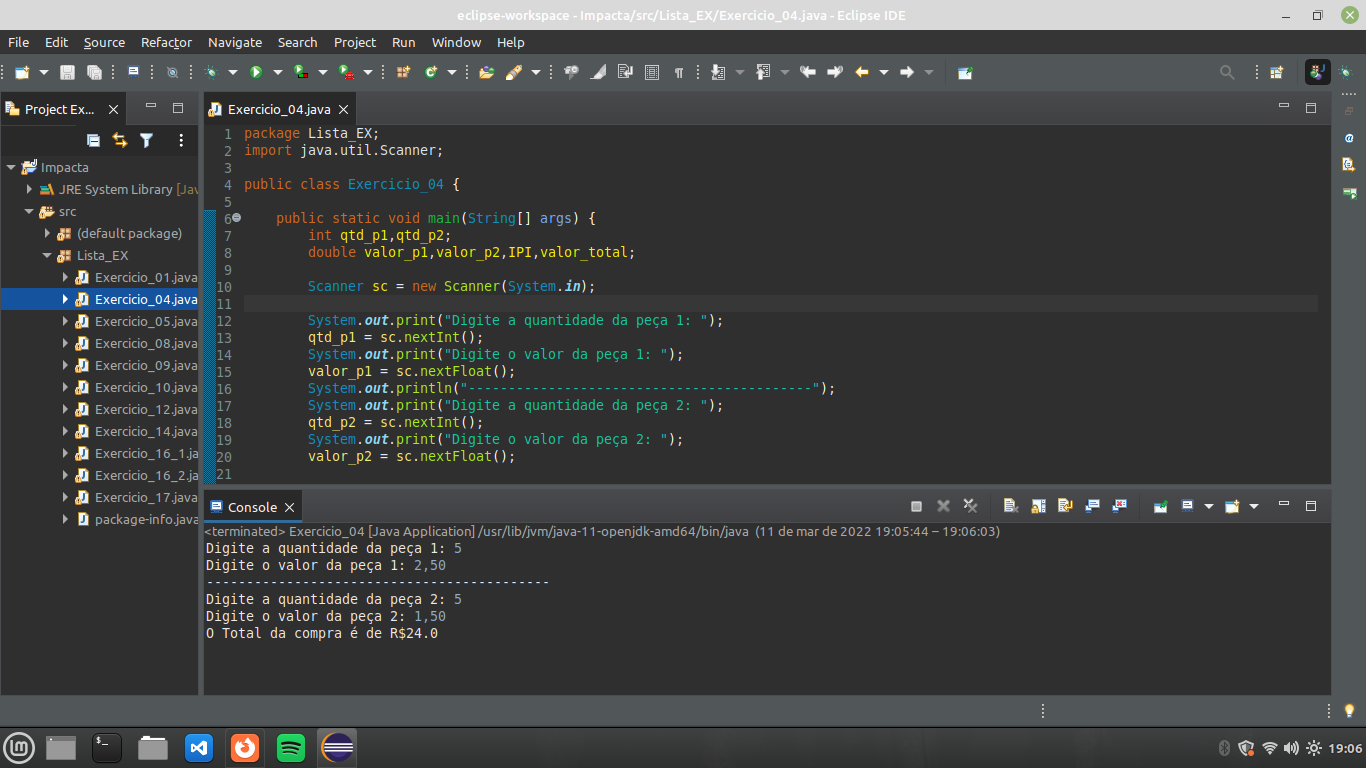 eclipse-workspace - Impacta/src/Lista_EX/Exercicio_04.java - Eclipse IDE
File Edit Source Refactor Navigate Search Project Run Window Help
Project Ex...
Impacta
JRE System Library [Jav
src
(default package)
Lista_EX
Exercicio_01.java
Exercicio_04.java
Exercicio_05.java
Exercicio_08.java
Exercicio_09.java
Exercicio_10.java
Exercicio_12.java
Exercicio_14.java
Exercicio_16_1.ja
Exercicio_16_2.ja
Exercicio_17.java
package-info.java
Exercicio_04.java
1 package Lista_EX;
2 import java.util.Scanner;
3
4 public class Exercicio_04 {
5
6 public static void main(String[] args) {
7 int qtd_p1,qtd_p2;
8 double valor_p1,valor_p2,IPI,valor_total;
9
10 Scanner sc = new Scanner(System.in);
11
12 System.out.print("Digite a quantidade da peça 1: ");
13 qtd_p1 = sc.nextInt();
14 System.out.print("Digite o valor da peça 1: ");
15 valor_p1 = sc.nextFloat();
16 System.out.println("-------------------------------------------");
17 System.out.print("Digite a quantidade da peça 2: ");
18 qtd_p2 = sc.nextInt();
19 System.out.print("Digite o valor da peça 2: ");
20 valor_p2 = sc.nextFloat();
21
Console
<terminated> Exercicio_04 [Java Application] /usr/lib/jvm/java-11-openjdk-amd64/bin/java (11 de mar de 2022 19:05:44 – 19:06:03)
Digite a quantidade da peça 1: 5
Digite o valor da peça 1: 2,50
-------------------------------------------
Digite a quantidade da peça 2: 5
Digite o valor da peça 2: 1,50
O Total da compra é de R$24.0
19:06